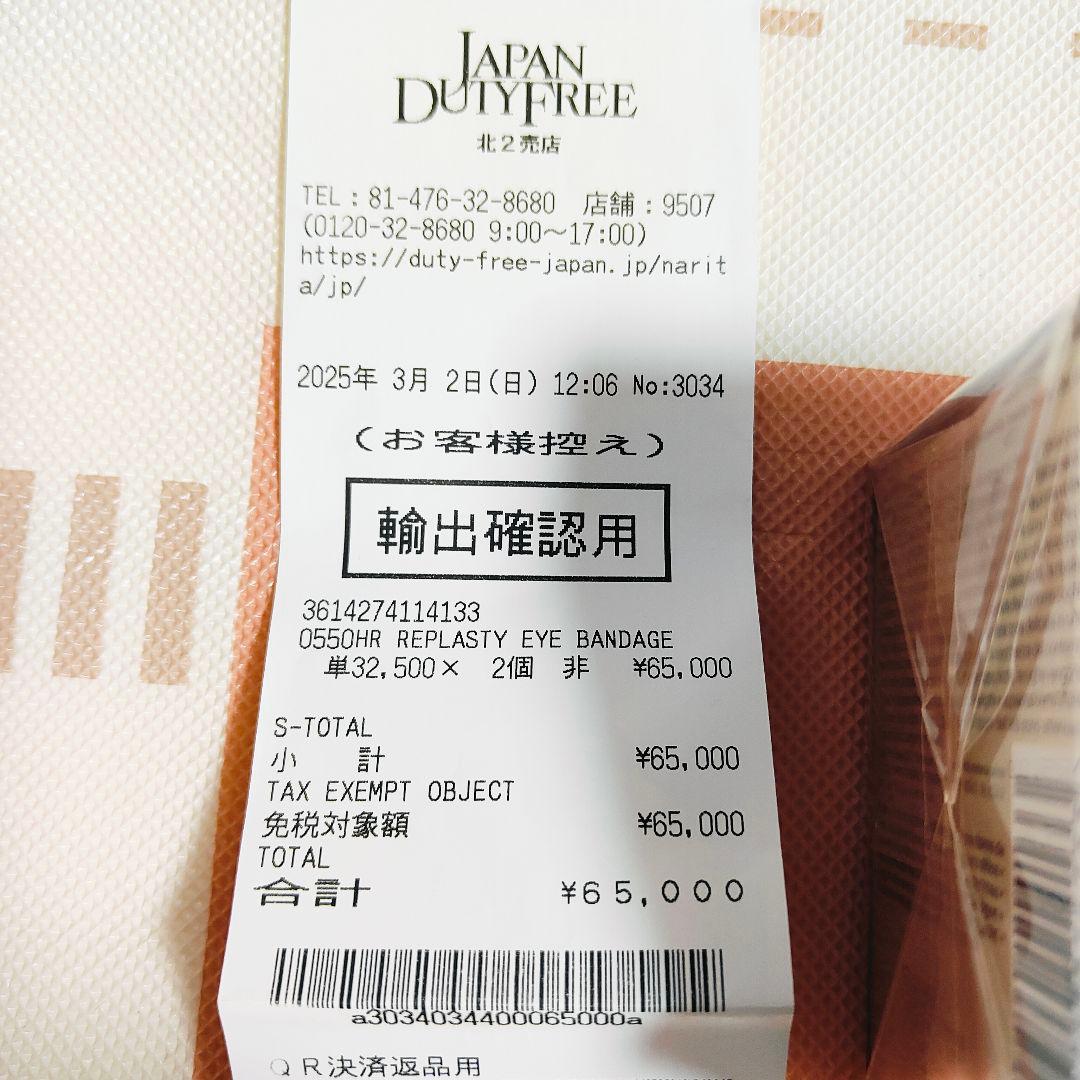 JAPAN
DUTYFREE
北2売店
TEL:81-476-32-8680 店舗:9507
(0120-32-8680 9:00～17:00)
https://duty-free-japan.jp/narit
a/jp/
2025年 3月 2日(日) 12:06 No:3034
(お客様控え)
輸出確認用
3614274114133
0550HR REPLASTY EYE BANDAGE
単32,500× 2個 非 ¥65,000
S-TOTAL
小 計 ¥65,000
TAX EXEMPT OBJECT
免税対象額 ¥65,000
TOTAL
合計 ¥65,000
a3034034400065000a
QR決済返品用